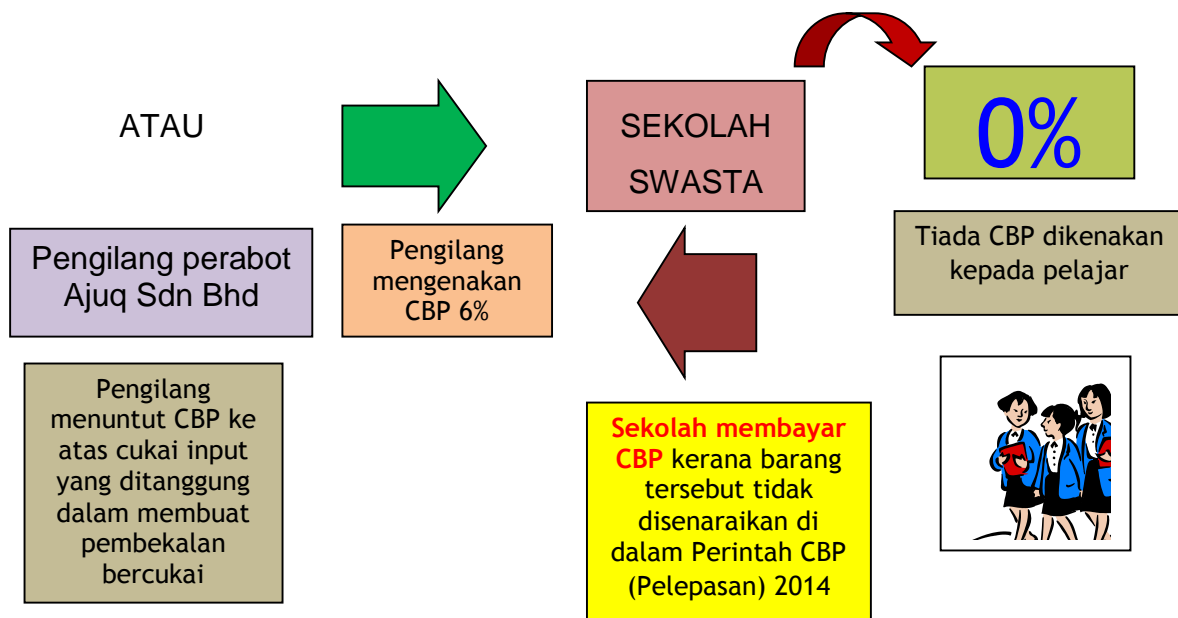 ATAU
SEKOLAH
SWASTA
0%
Pengilang perabot
Ajuq Sdn Bhd
Pengilang
mengenakan
CBP 6%
Tiada CBP dikenakan
kepada pelajar
Pengilang
menuntut CBP ke
atas cukai input
yang ditanggung
dalam membuat
pembekalan
bercukai
Sekolah membayar
CBP kerana barang
tersebut tidak
disenaraikan di
dalam Perintah CBP
(Pelepasan) 2014